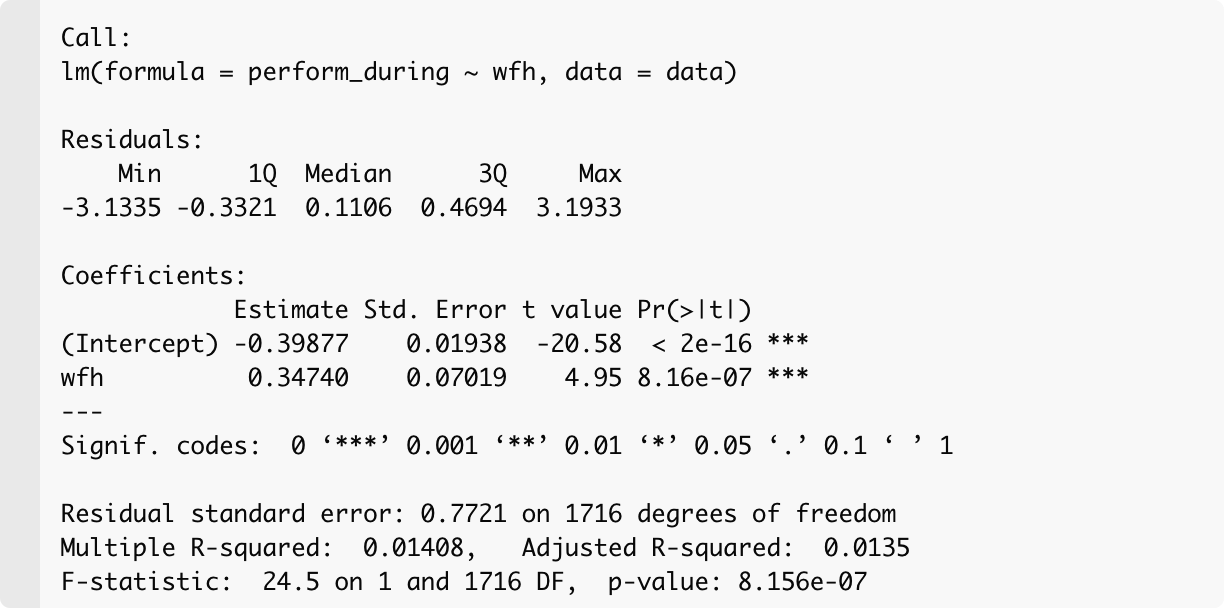 Call:
lm(formula = perform_during ~ wfh, data = data)
Residuals:
    Min      1Q  Median      3Q     Max
-3.1335 -0.3321  0.1106  0.4694  3.1933
Coefficients:
            Estimate Std. Error t value Pr(>|t|)
(Intercept) -0.39877    0.01938  -20.58  < 2e-16 ***
wfh          0.34740    0.07019    4.95 8.16e-07 ***
---
Signif. codes:  0 ‘***’ 0.001 ‘**’ 0.01 ‘*’ 0.05 ‘.’ 0.1 ‘ ’ 1
Residual standard error: 0.7721 on 1716 degrees of freedom
Multiple R-squared:  0.01408,   Adjusted R-squared:  0.0135
F-statistic:  24.5 on 1 and 1716 DF,  p-value: 8.156e-07